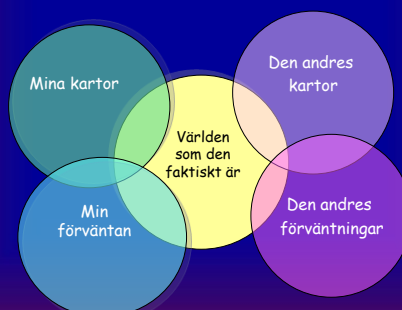 Mina kartor
Den andres
kartor
Världen
som den
faktiskt är
Min
förväntan
Den andres
förväntningar